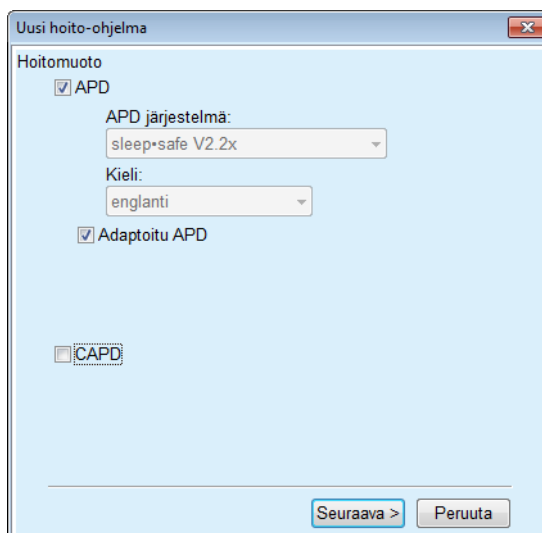 Uusi hoito-ohjelma
Hoitomuoto
APD
APD järjestelmä:
sleep•safe V2.2x
Kieli:
englanti
Adaptoitu APD
CAPD
Seuraava > Peruuta